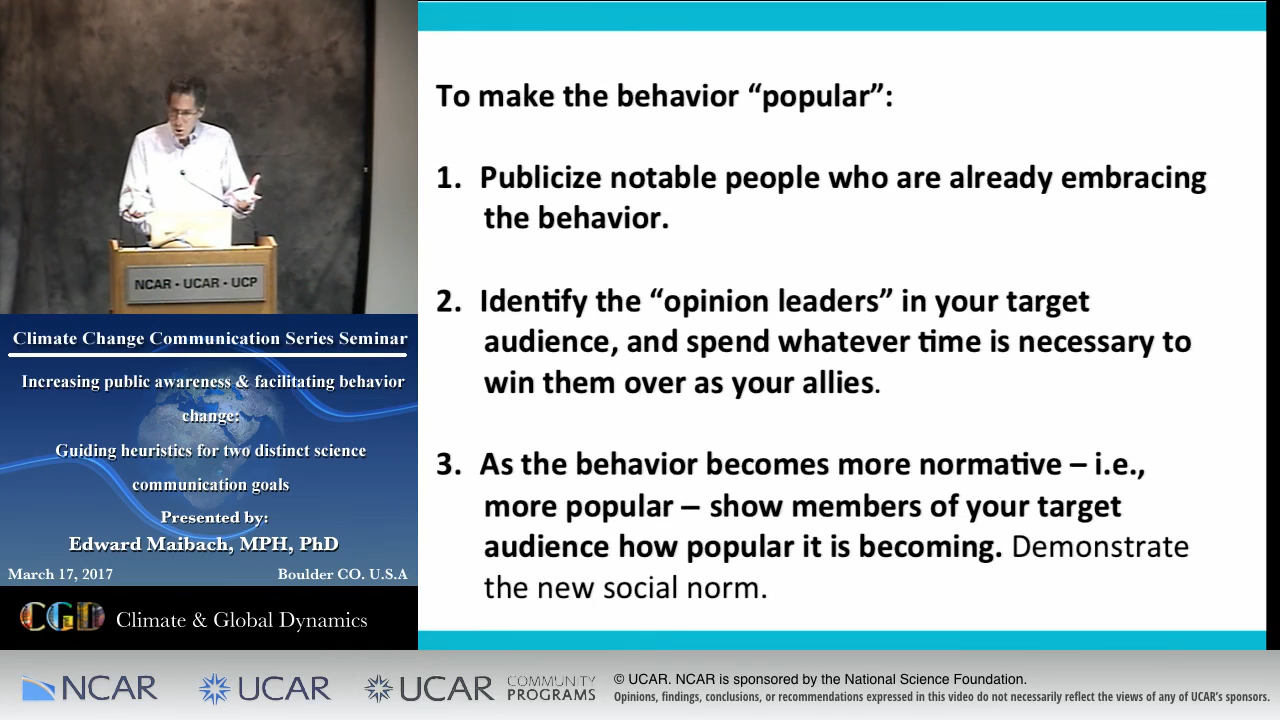 To make the behavior “popular”:
1. Publicize notable people who are already embracing
the behavior.
2. Identify the “opinion leaders” in your target
audience, and spend whatever time is necessary to
win them over as your allies.
3. As the behavior becomes more normative – i.e.,
more popular – show members of your target
audience how popular it is becoming. Demonstrate
the new social norm.
NCAR • UCAR • UCP
Climate Change Communication Series Seminar
Increasing public awareness & facilitating behavior
change:
Guiding heuristics for two distinct science
communication goals
Presented by:
Edward Maibach, MPH, PhD
March 17, 2017 Boulder CO. U.S.A
CGD Climate & Global Dynamics
NCAR UCAR UCAR COMMUNITY
PROGRAMS
© UCAR. NCAR is sponsored by the National Science Foundation.
Opinions, findings, conclusions, or recommendations expressed in this video do not necessarily reflect the views of any of UCAR's sponsors.